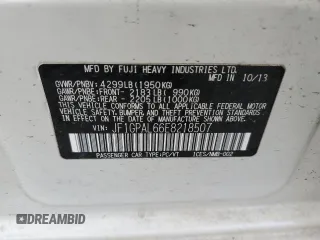 MFD. BY FUJI HEAVY INDUSTRIES LTD.
MFD. IN 10/13
GVWR/PNBV: 4299LB (1950KG)
GAWR/PNBE:FRONT- 2183LB ( 990KG)
GAWR/PNBE:REAR - 2205LB (1000KG)
THIS VEHICLE CONFORMS TO ALL APPLICABLE
FEDERAL MOTOR VEHICLE SAFETY, BUMPER, AND
THEFT PREVENTION STANDARDS IN EFFECT ON THE
DATE OF MANUFACTURE SHOWN ABOVE.
VIN: JF1GPAL66E8218507
PASSENGER CAR TYPE:PC/VT ICES/NMB-002
© AUTOBIDCAR